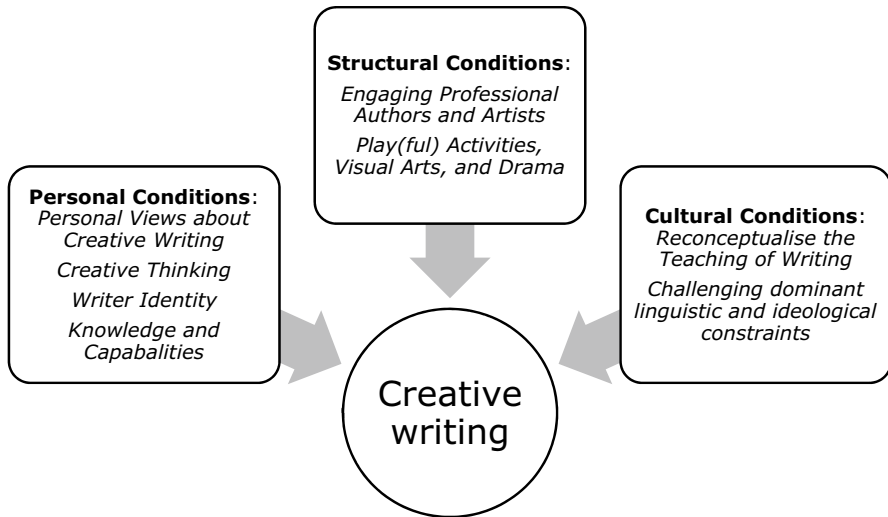 Structural Conditions:
Engaging Professional
Authors and Artists
Play(ful) Activities,
Visual Arts, and Drama
Personal Conditions:
Personal Views about
Creative Writing
Creative Thinking
Writer Identity
Knowledge and
Capabalities
Cultural Conditions:
Reconceptualise the
Teaching of Writing
Challenging dominant
linguistic and ideological
constraints
Creative
writing